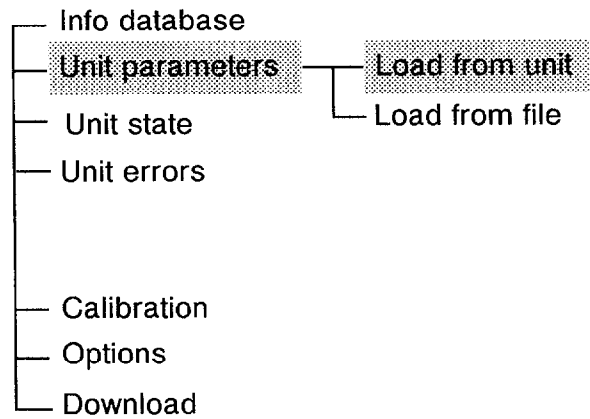 Info database
Unit parameters
Load from unit
Load from file
Unit state
Unit errors
Calibration
Options
Download